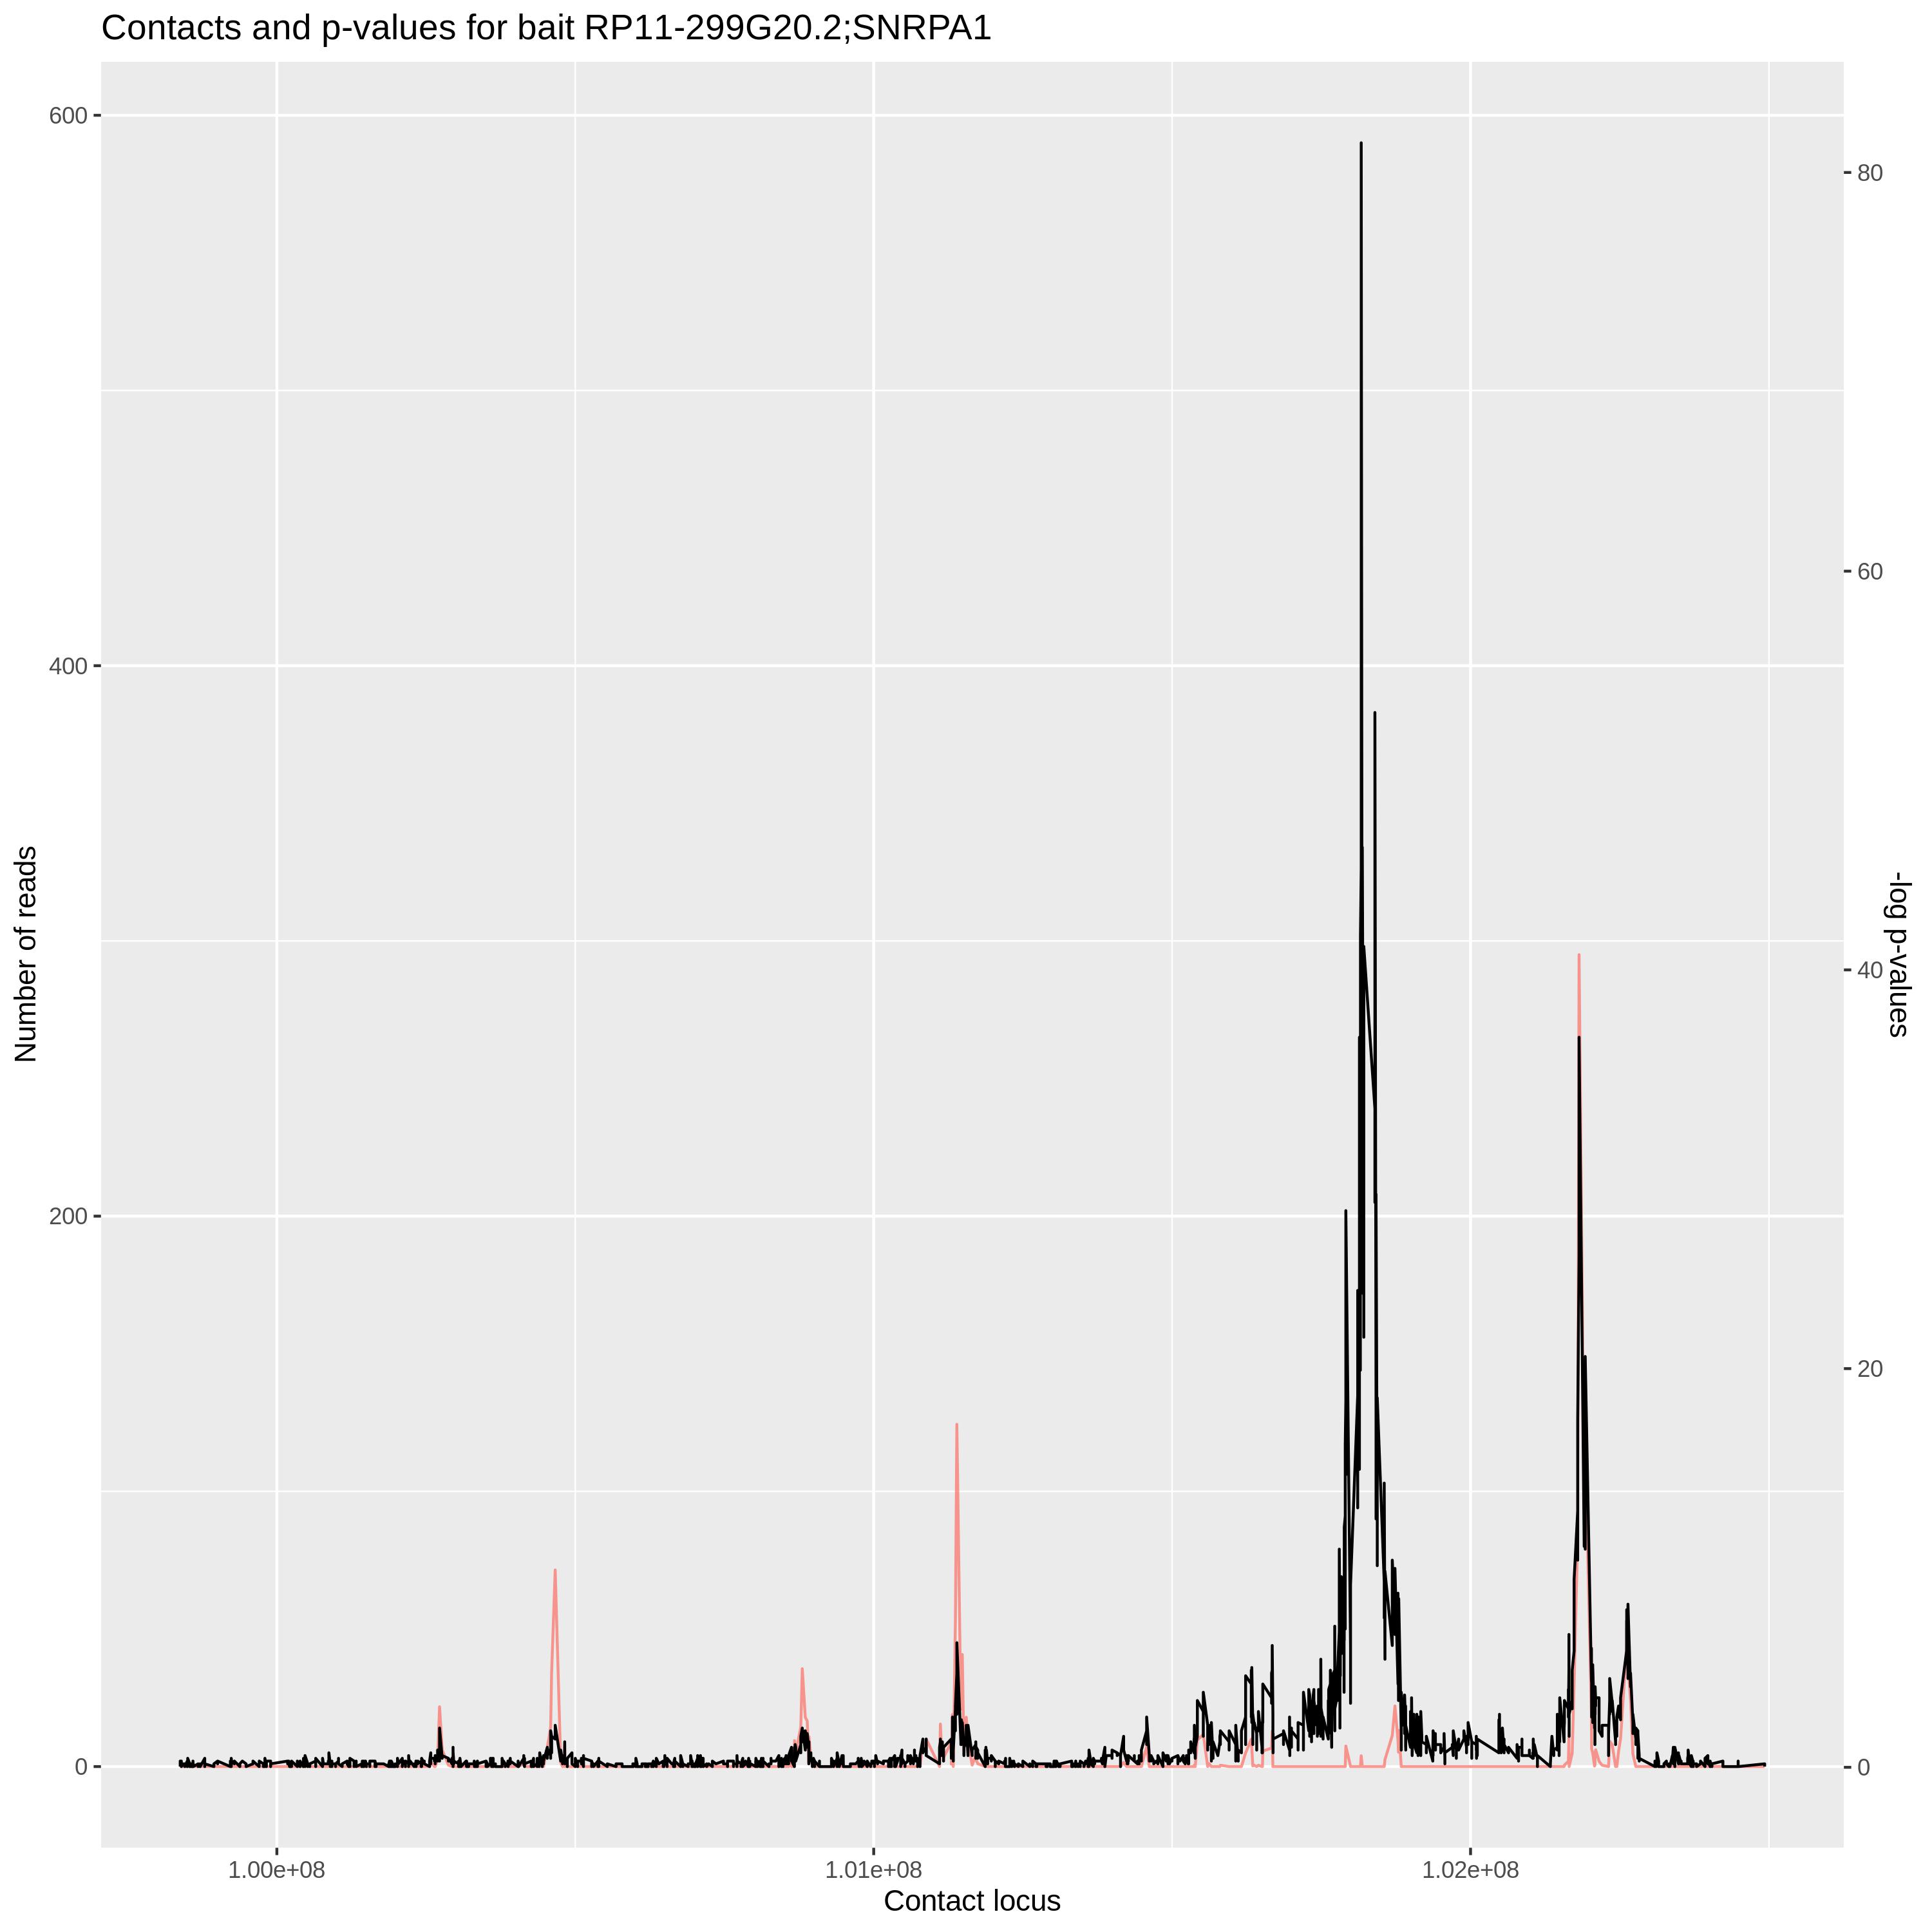 Contacts and p-values for bait RP11-299G20.2;SNRPA1
600
400
200
0
Number of reads
80
60
40
20
0
-log p-values
1.00e+08
1.01e+08
1.02e+08
Contact locus